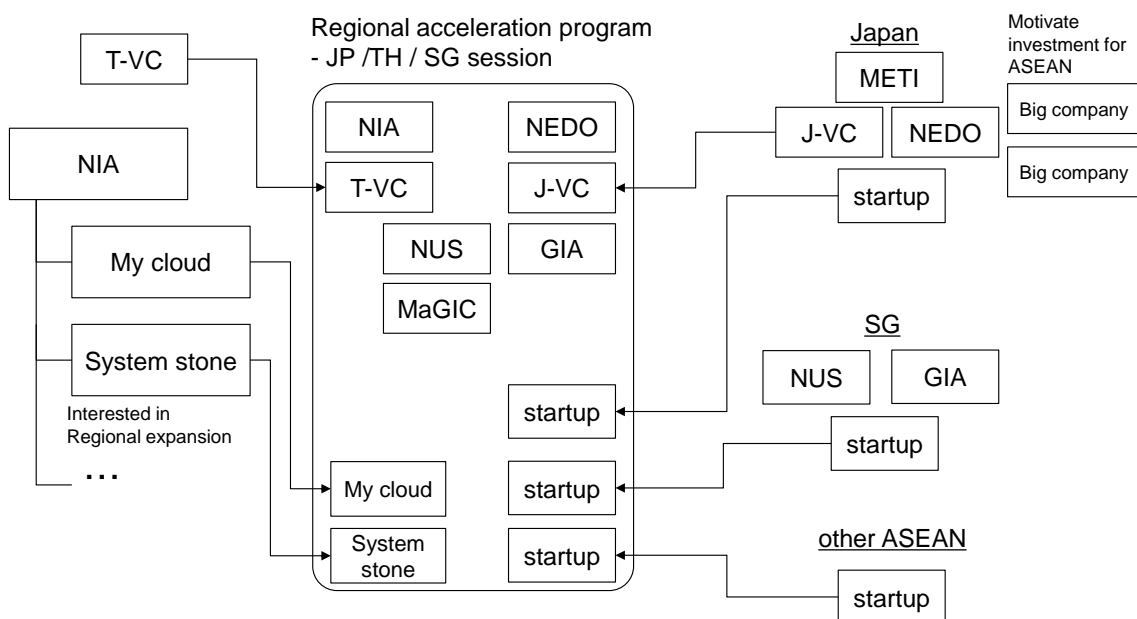 Regional acceleration program
- JP /TH / SG session
T-VC
NIA
My cloud
System stone
Interested in
Regional expansion
...
NIA
NEDO
T-VC
J-VC
NUS
GIA
MaGIC
startup
My cloud
startup
System
stone
startup
Japan
METI
J-VC
NEDO
startup
Motivate
investment for
ASEAN
Big company
Big company
SG
NUS
GIA
startup
other ASEAN
startup